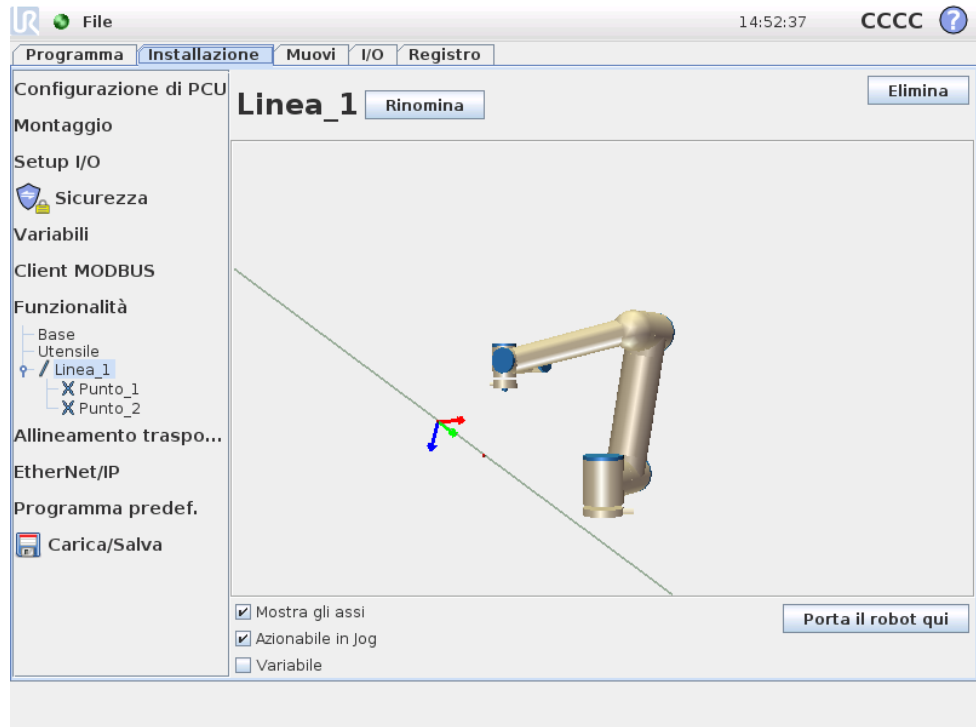 UR File 14:52:37 CCCC ?
Programma Installazione Muovi I/O Registro
Configurazione di PCU
Montaggio
Setup I/O
Sicurezza
Variabili
Client MODBUS
Funzionalità
Base
Utensile
Linea_1
Punto_1
Punto_2
Allineamento traspo...
EtherNet/IP
Programma predef.
Carica/Salva
Linea_1 Rinomina Elimina
Mostra gli assi
Azionabile in Jog
Variabile
Porta il robot qui